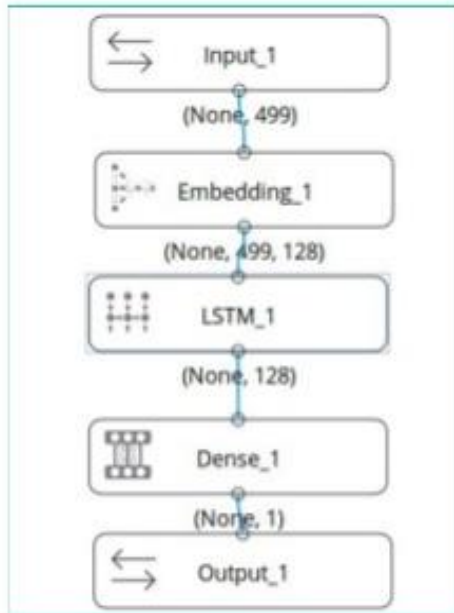 Input_1
(None, 499)
Embedding_1
(None, 499, 128)
LSTM_1
(None, 128)
Dense_1
(None, 1)
Output_1